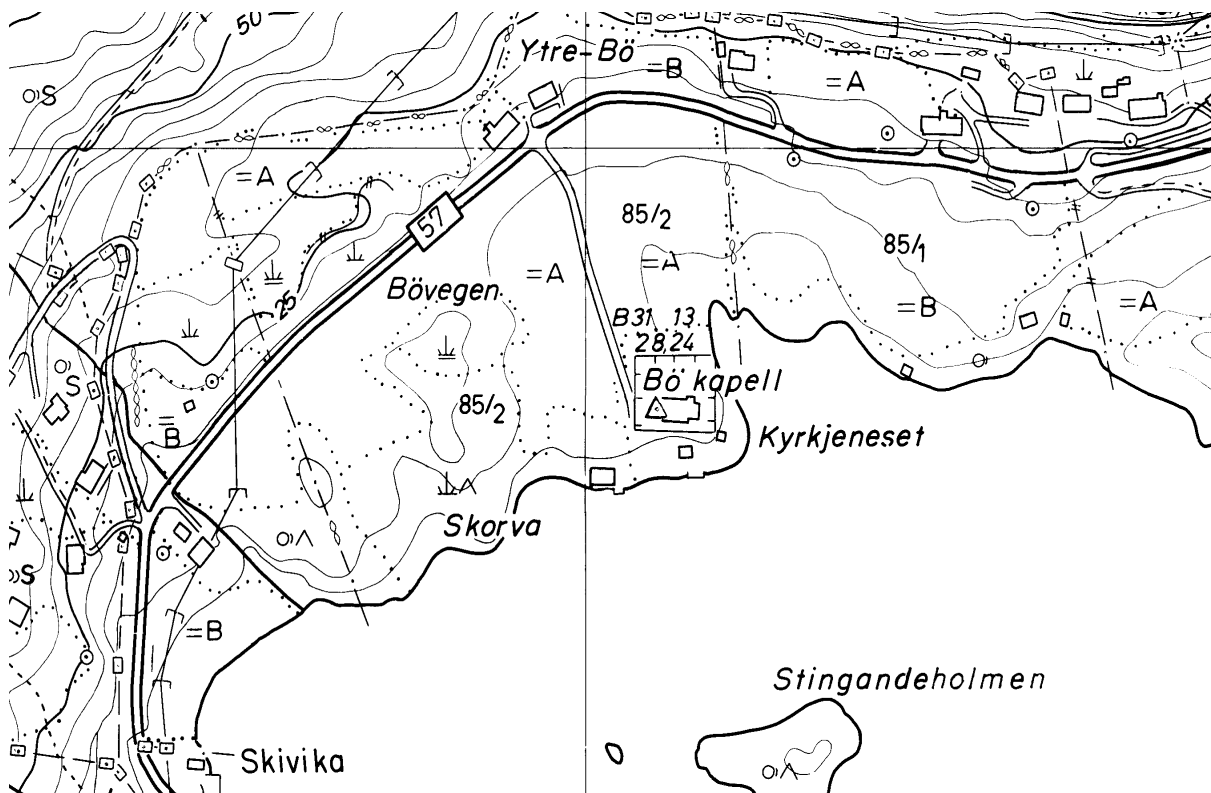 50
S
Ytre-Bö
=B
=A
=A
57
85/2
85/1
=A
=A
=B
=A
Bövegen
25
B31 13
28,24
Bö kapell
S
85/2
B
Kyrkjeneset
Skorva
S
=B
Stingandeholmen
Skivika